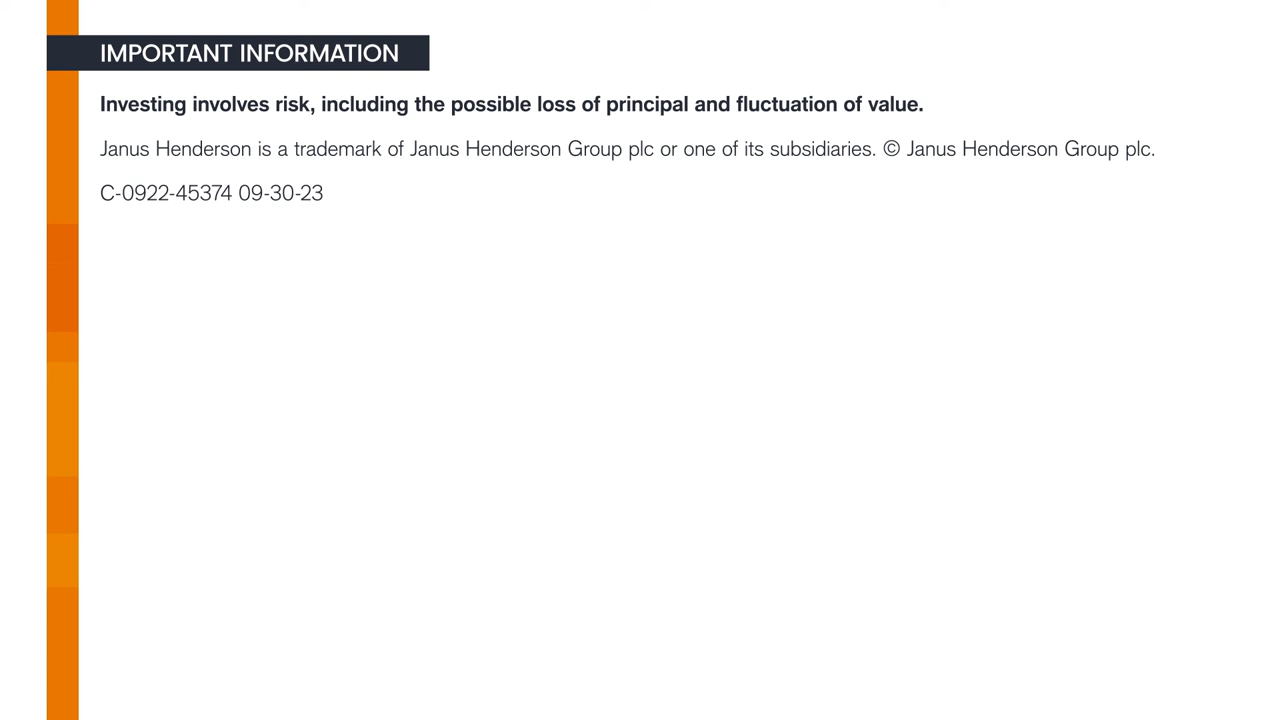 IMPORTANT INFORMATION
Investing involves risk, including the possible loss of principal and fluctuation of value.
Janus Henderson is a trademark of Janus Henderson Group plc or one of its subsidiaries. © Janus Henderson Group plc.
C-0922-45374 09-30-23